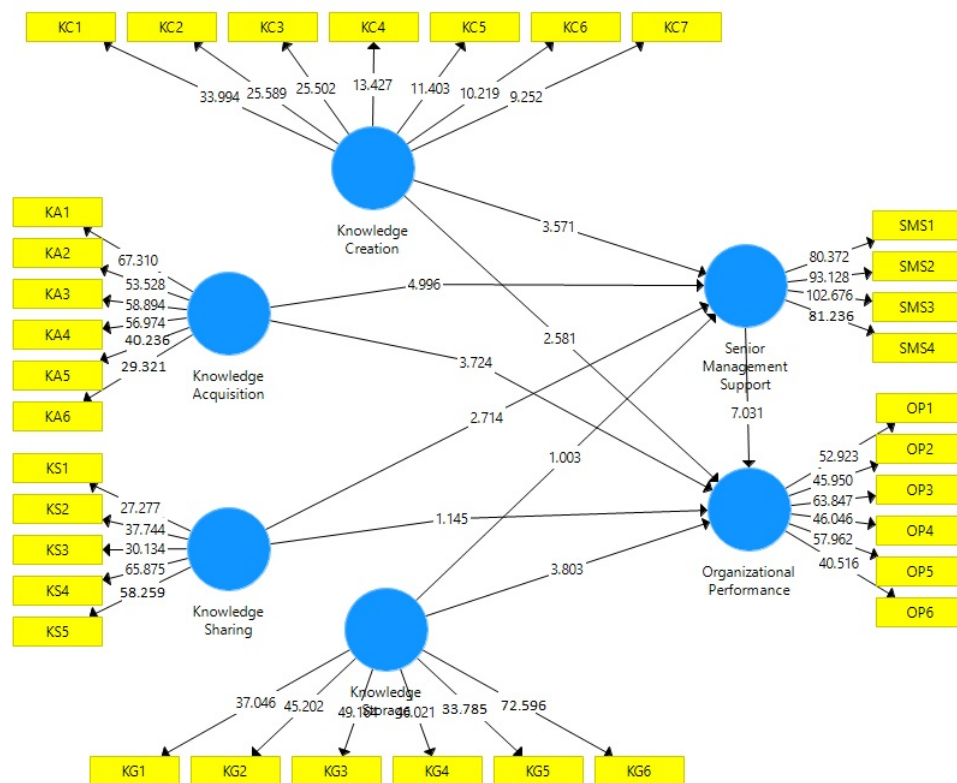 KC1
KC2
KC3
KC4
KC5
KC6
KC7
33.994
25.589
25.502
13.427
11.403
10.219
9.252
Knowledge
Creation
KA1
KA2
KA3
KA4
KA5
KA6
67.310
53.528
58.894
56.974
40.236
29.321
Knowledge
Acquisition
3.571
4.996
2.581
3.724
2.714
1.003
1.145
3.803
7.031
SMS1
SMS2
SMS3
SMS4
80.372
93.128
102.676
81.236
Senior
Management
Support
KS1
KS2
KS3
KS4
KS5
27.277
37.744
30.134
65.875
58.259
Knowledge
Sharing
OP1
OP2
OP3
OP4
OP5
OP6
52.923
45.950
63.847
46.046
57.962
40.516
Organizational
Performance
Knowledge
Storage
37.046
45.202
33.785
72.596
KG1
KG2
KG3
KG4
KG5
KG6